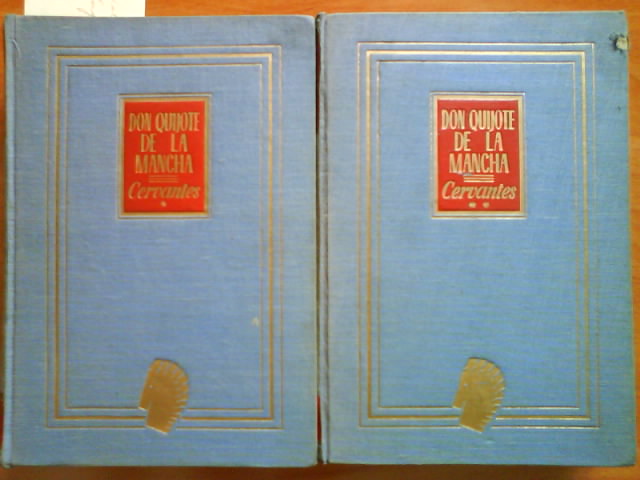 DON QUIJOTE
DE LA
MANCHA
Cervantes
*
DON QUIJOTE
DE LA
MANCHA
Cervantes
* *